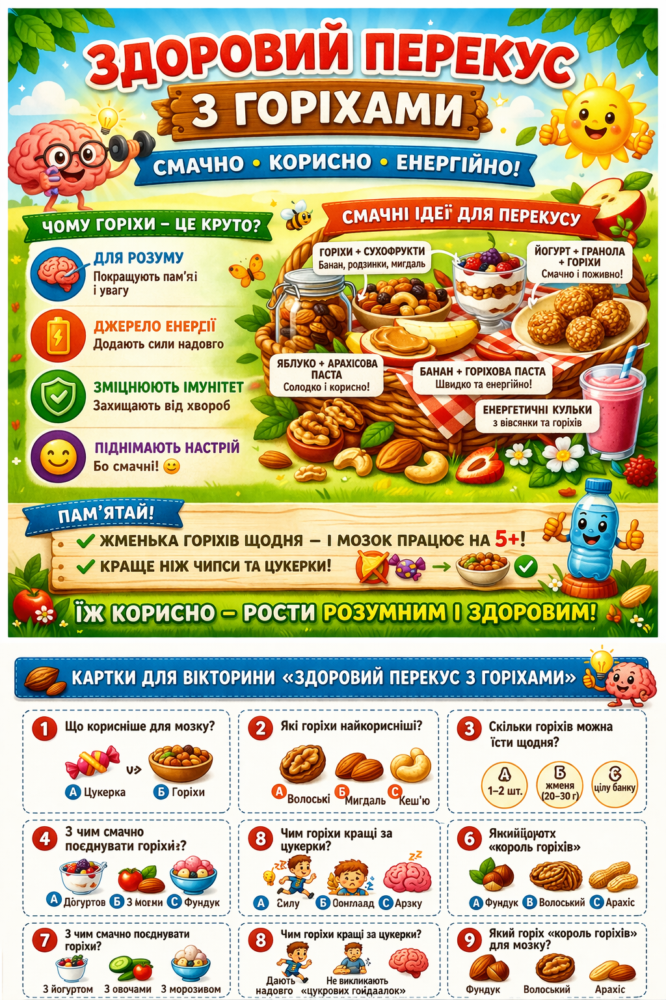 ЗДОРОВИЙ ПЕРЕКУС
З ГОРІХАМИ
СМАЧНО • КОРИСНО • ЕНЕРГІЙНО!
ЧОМУ ГОРІХИ – ЦЕ КРУТО?
ДЛЯ РОЗУМУ
Покращують пам'яі
і увагу
ДЖЕРЕЛО ЕНЕРГІЇ
Додають сили надовго
ЗМІЦНЮЮТЬ ІМУНІТЕТ
Захищають від хвороб
ПІДНІМАЮТЬ НАСТРІЙ
Бо смачні!
СМАЧНІ ІДЕЇ ДЛЯ ПЕРЕКУСУ
ГОРІХИ + СУХОФРУКТИ
Банан, родзинки, мигдаль
ЙОГУРТ + ГРАНОЛА
+ ГОРІХИ
Смачно і поживно!
ЯБЛУКО + АРАХІСОВА
ПАСТА
Солодко і корисно!
БАНАН + ГОРІХОВА ПАСТА
Швидко та енергійно!
ЕНЕРГЕТИЧНІ КУЛЬКИ
з вівсянки та горіхів
ПАМ'ЯТАЙ!
ЖМЕНЬКА ГОРІХІВ ЩОДНЯ – І МОЗОК ПРАЦЮЄ НА 5+!
КРАЩЕ НІЖ ЧИПСИ ТА ЦУКЕРКИ!
ЇЖ КОРИСНО – РОСТИ РОЗУМНИМ І ЗДОРОВИМ!
КАРТКИ ДЛЯ ВІКТОРИНИ «ЗДОРОВИЙ ПЕРЕКУС З ГОРІХАМИ»
1 Що корисніше для мозку?
А Цукерка Б Горіхи
2 Які горіхи найкорисніші?
А Волоські Б Мигдаль С Кеш'ю
3 Скільки горіхів можна
їсти щодня?
А 1–2 шт.
Б жменя
(20–30 г)
Є цілу банку
4 З чим смачно
поєднувати горіхі?
А Догуртов Б З С Фундук
8 Чим горіхи кращі за
цукерки?
zz
zz
А Силу Б С Арзку
6
«король горіхів»
А Фундук В Волоський С Арахіс
7 З чим смачно поєднувати
горіхи?
З йогуртом З овочами З морозивом
8 Чим горіхи кращі за цукерки?
Дають
надовго
Не викликають
«цукрових
9 Який горіх «король горіхів»
для мозку?
Фундук Волоський Арахіс